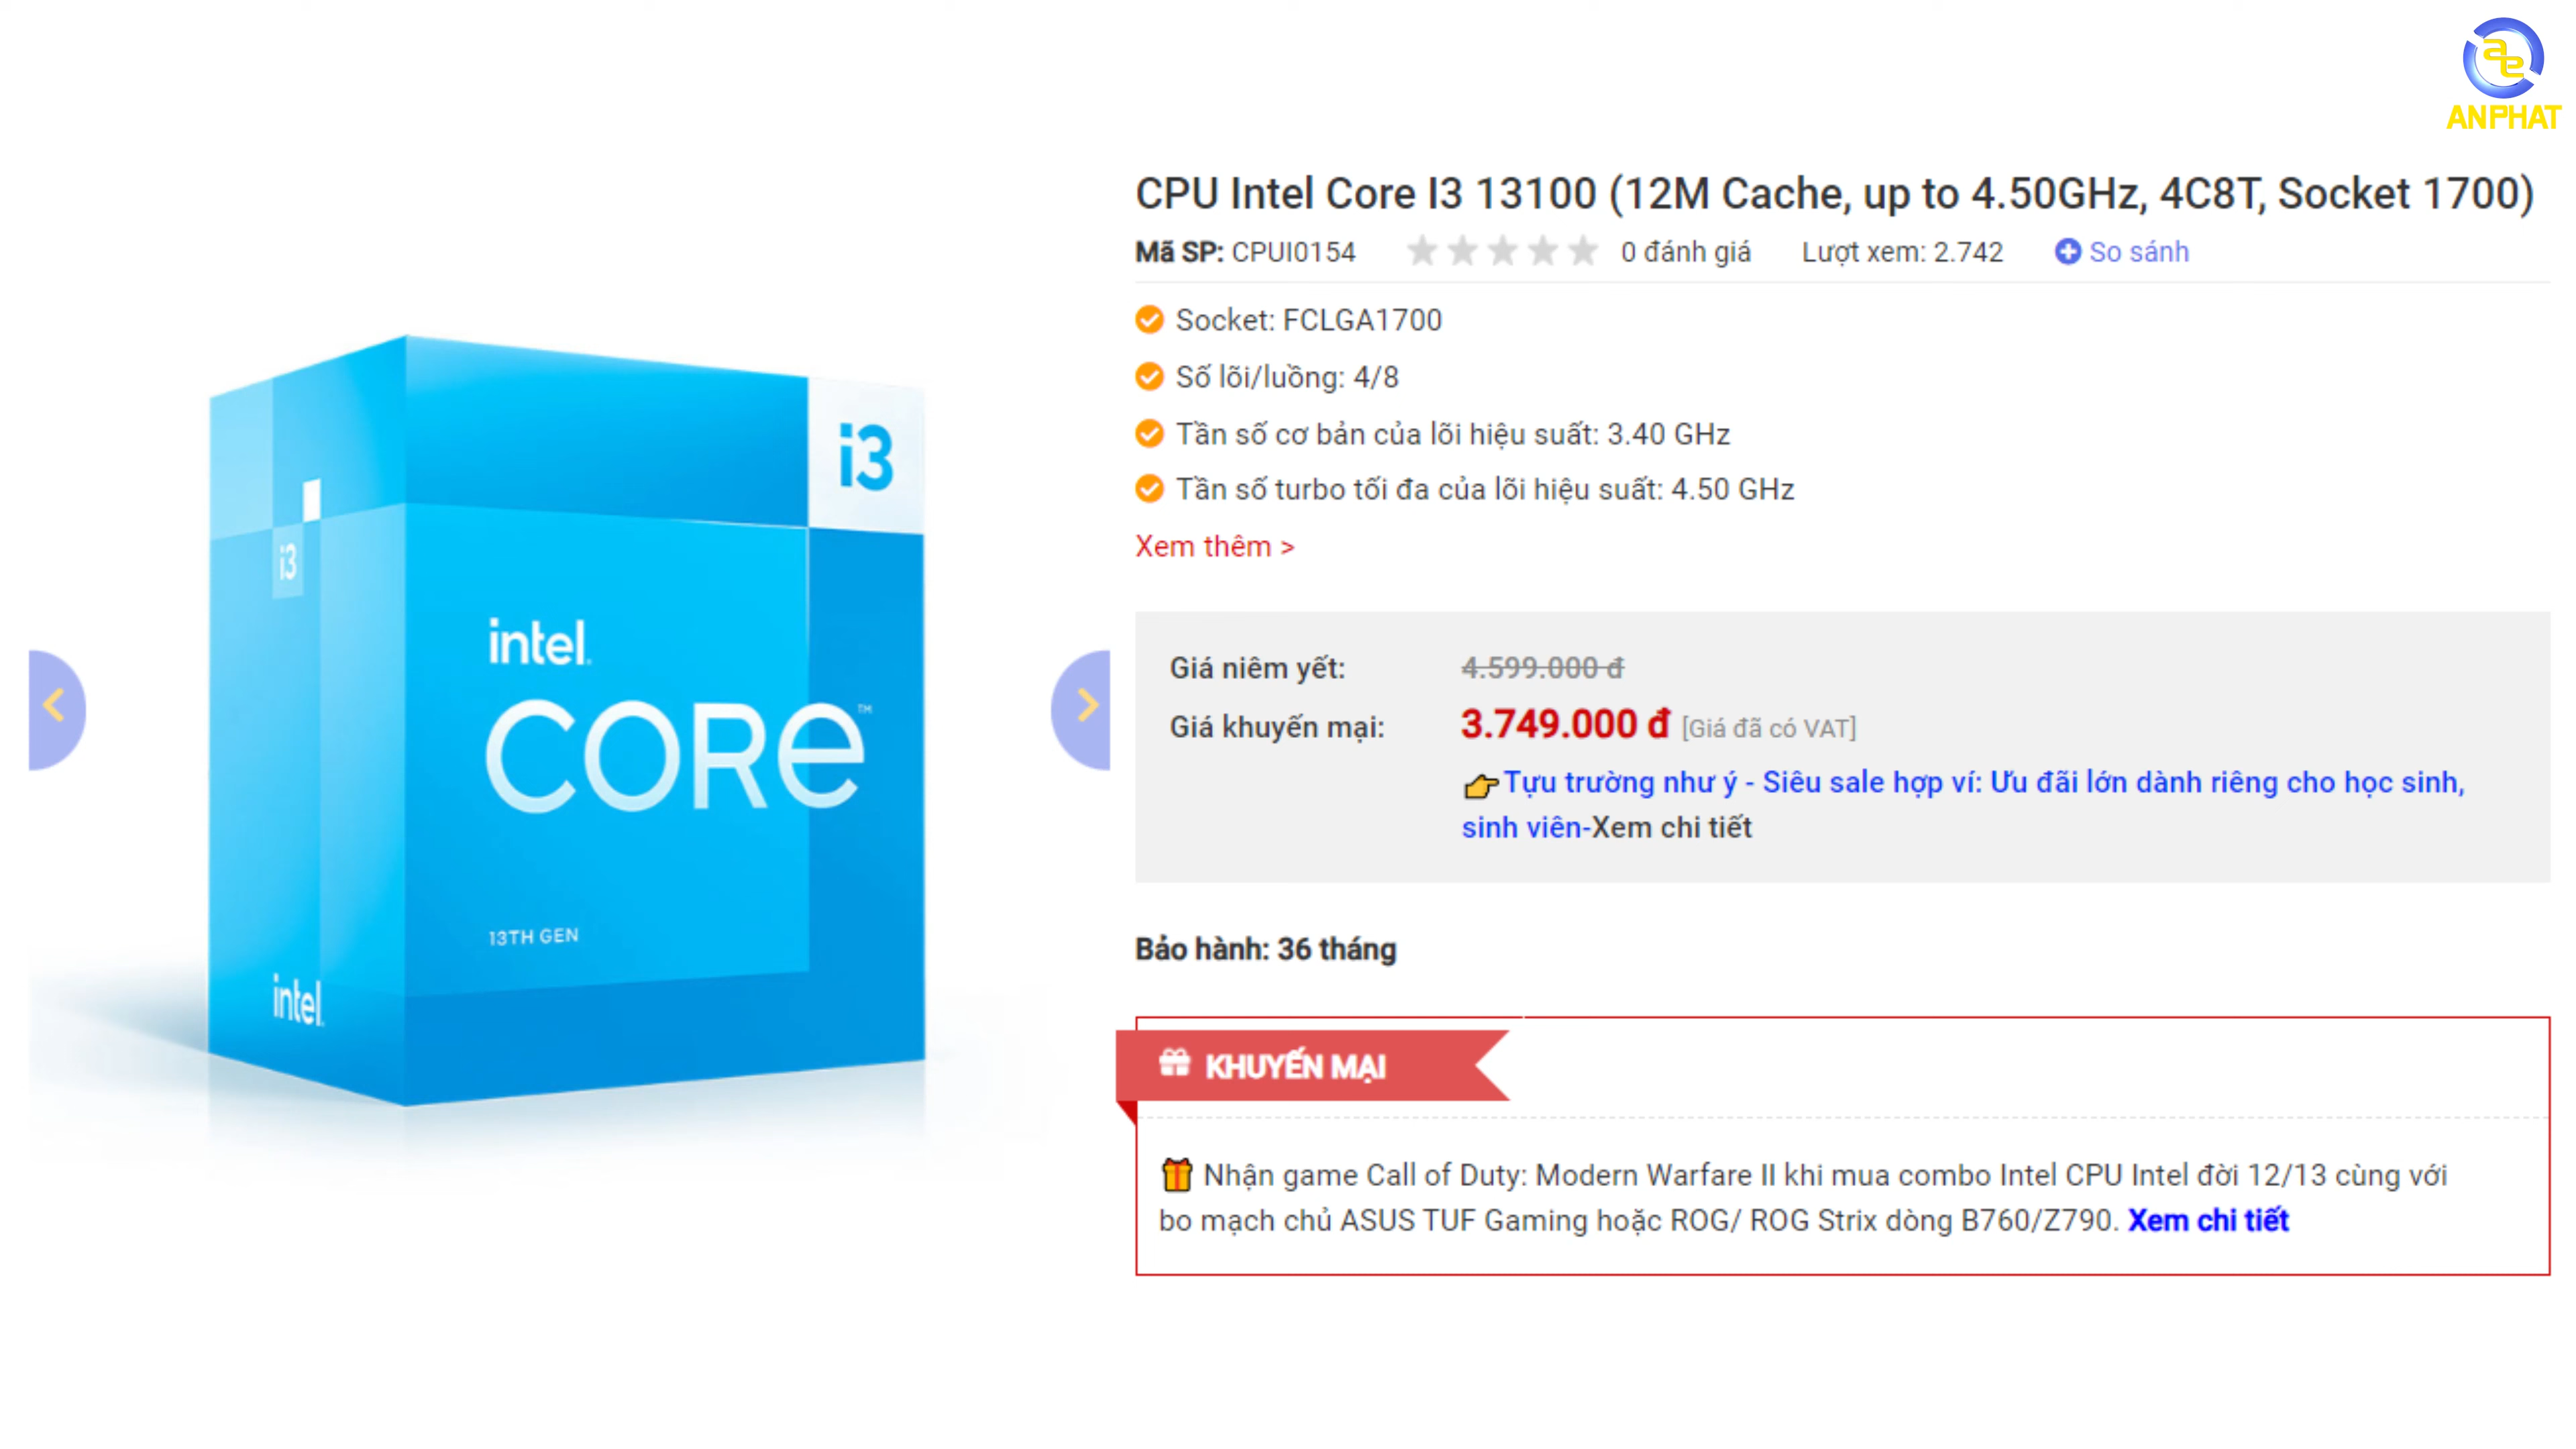 ae
ANPHAT
CPU Intel Core I3 13100 (12M Cache, up to 4.50GHz, 4C8T, Socket 1700)
Mã SP: CPUI0154 0 đánh giá Lượt xem: 2.742 So sánh
Socket: FCLGA1700
Số lõi/luồng: 4/8
Tần số cơ bản của lõi hiệu suất: 3.40 GHz
Tần số turbo tối đa của lõi hiệu suất: 4.50 GHz
Xem thêm >
Giá niêm yết: 4.599.000 đ
Giá khuyến mại: 3.749.000 đ [Giá đã có VAT]
👉Tựu trường như ý - Siêu sale hợp ví: Ưu đãi lớn dành riêng cho học sinh,
sinh viên-Xem chi tiết
Bảo hành: 36 tháng
KHUYẾN MẠI
🎁 Nhận game Call of Duty: Modern Warfare II khi mua combo Intel CPU Intel đời 12/13 cùng với
bo mạch chủ ASUS TUF Gaming hoặc ROG/ ROG Strix dòng B760/Z790. Xem chi tiết
i3
i3
intel.
CORE™
13TH GEN
intel.